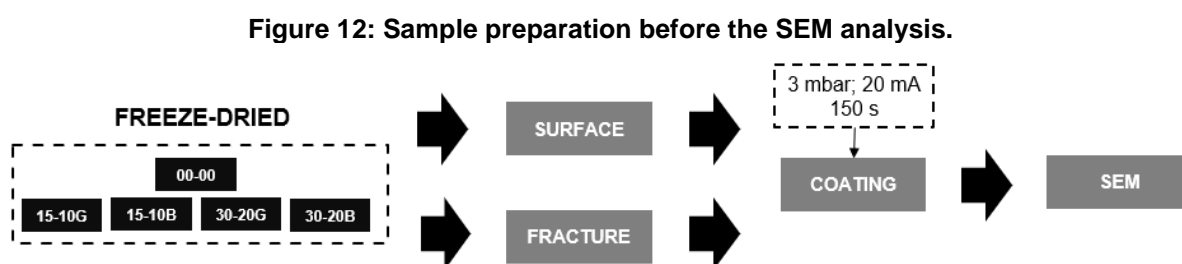 Figure 12: Sample preparation before the SEM analysis.
FREEZE-DRIED
00-00
15-10G
15-10B
30-20G
30-20B
SURFACE
FRACTURE
3 mbar; 20 mA
150 s
COATING
SEM